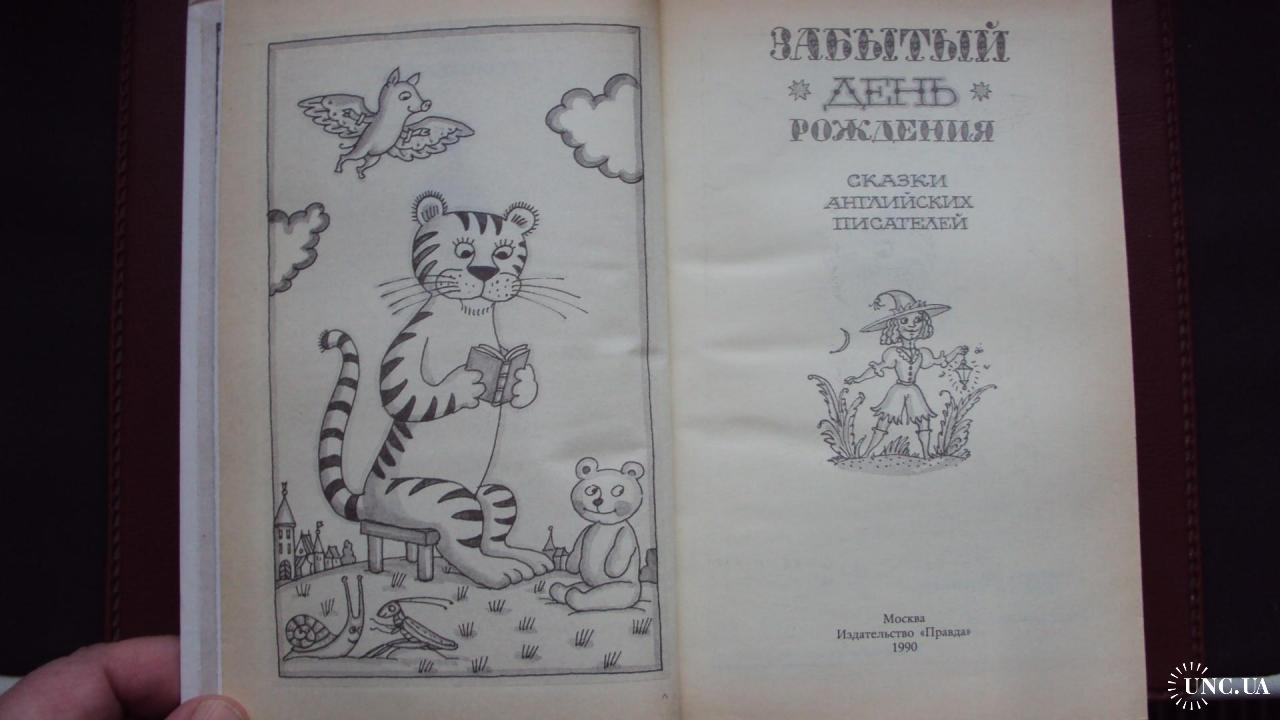 ЗАБЫТЫЙ
ДЕНЬ
РОЖДЕНИЯ
СКАЗКИ
АНГЛИЙСКИХ
ПИСАТЕЛЕЙ
Москва
Издательство «Правда»
1990
UNC.UA